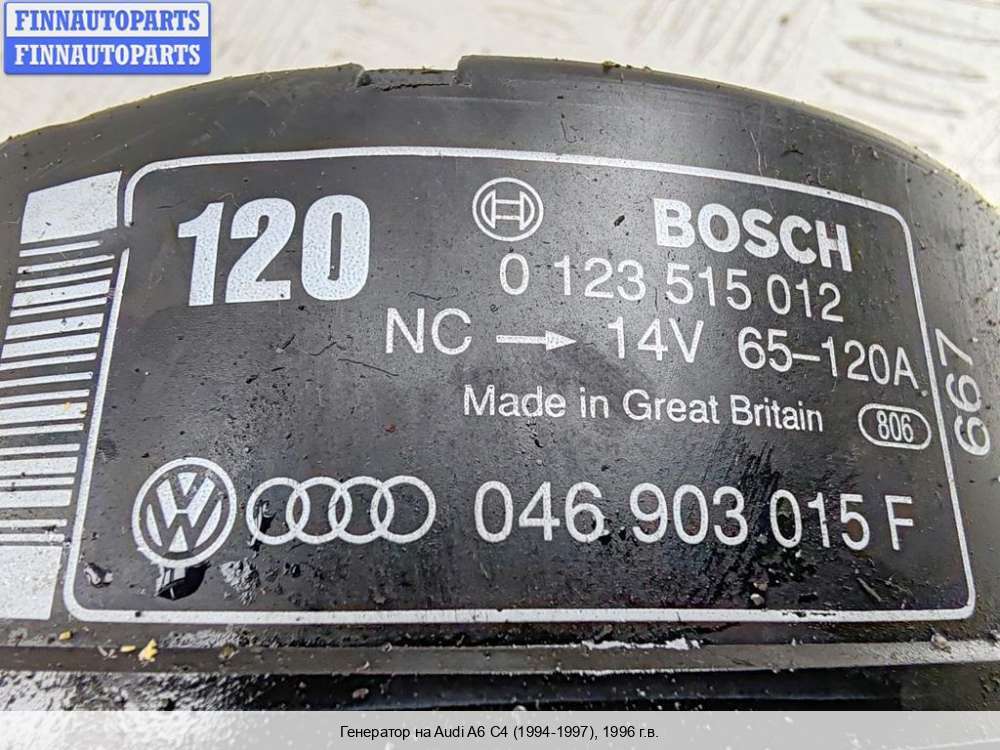 FINNAUTOPARTS
FINNAUTOPARTS
120
BOSCH
0 123 515 012
NC → 14V 65–120A
Made in Great Britain 806
667
046 903 015 F
Генератор на Audi A6 C4 (1994-1997), 1996 г.в.